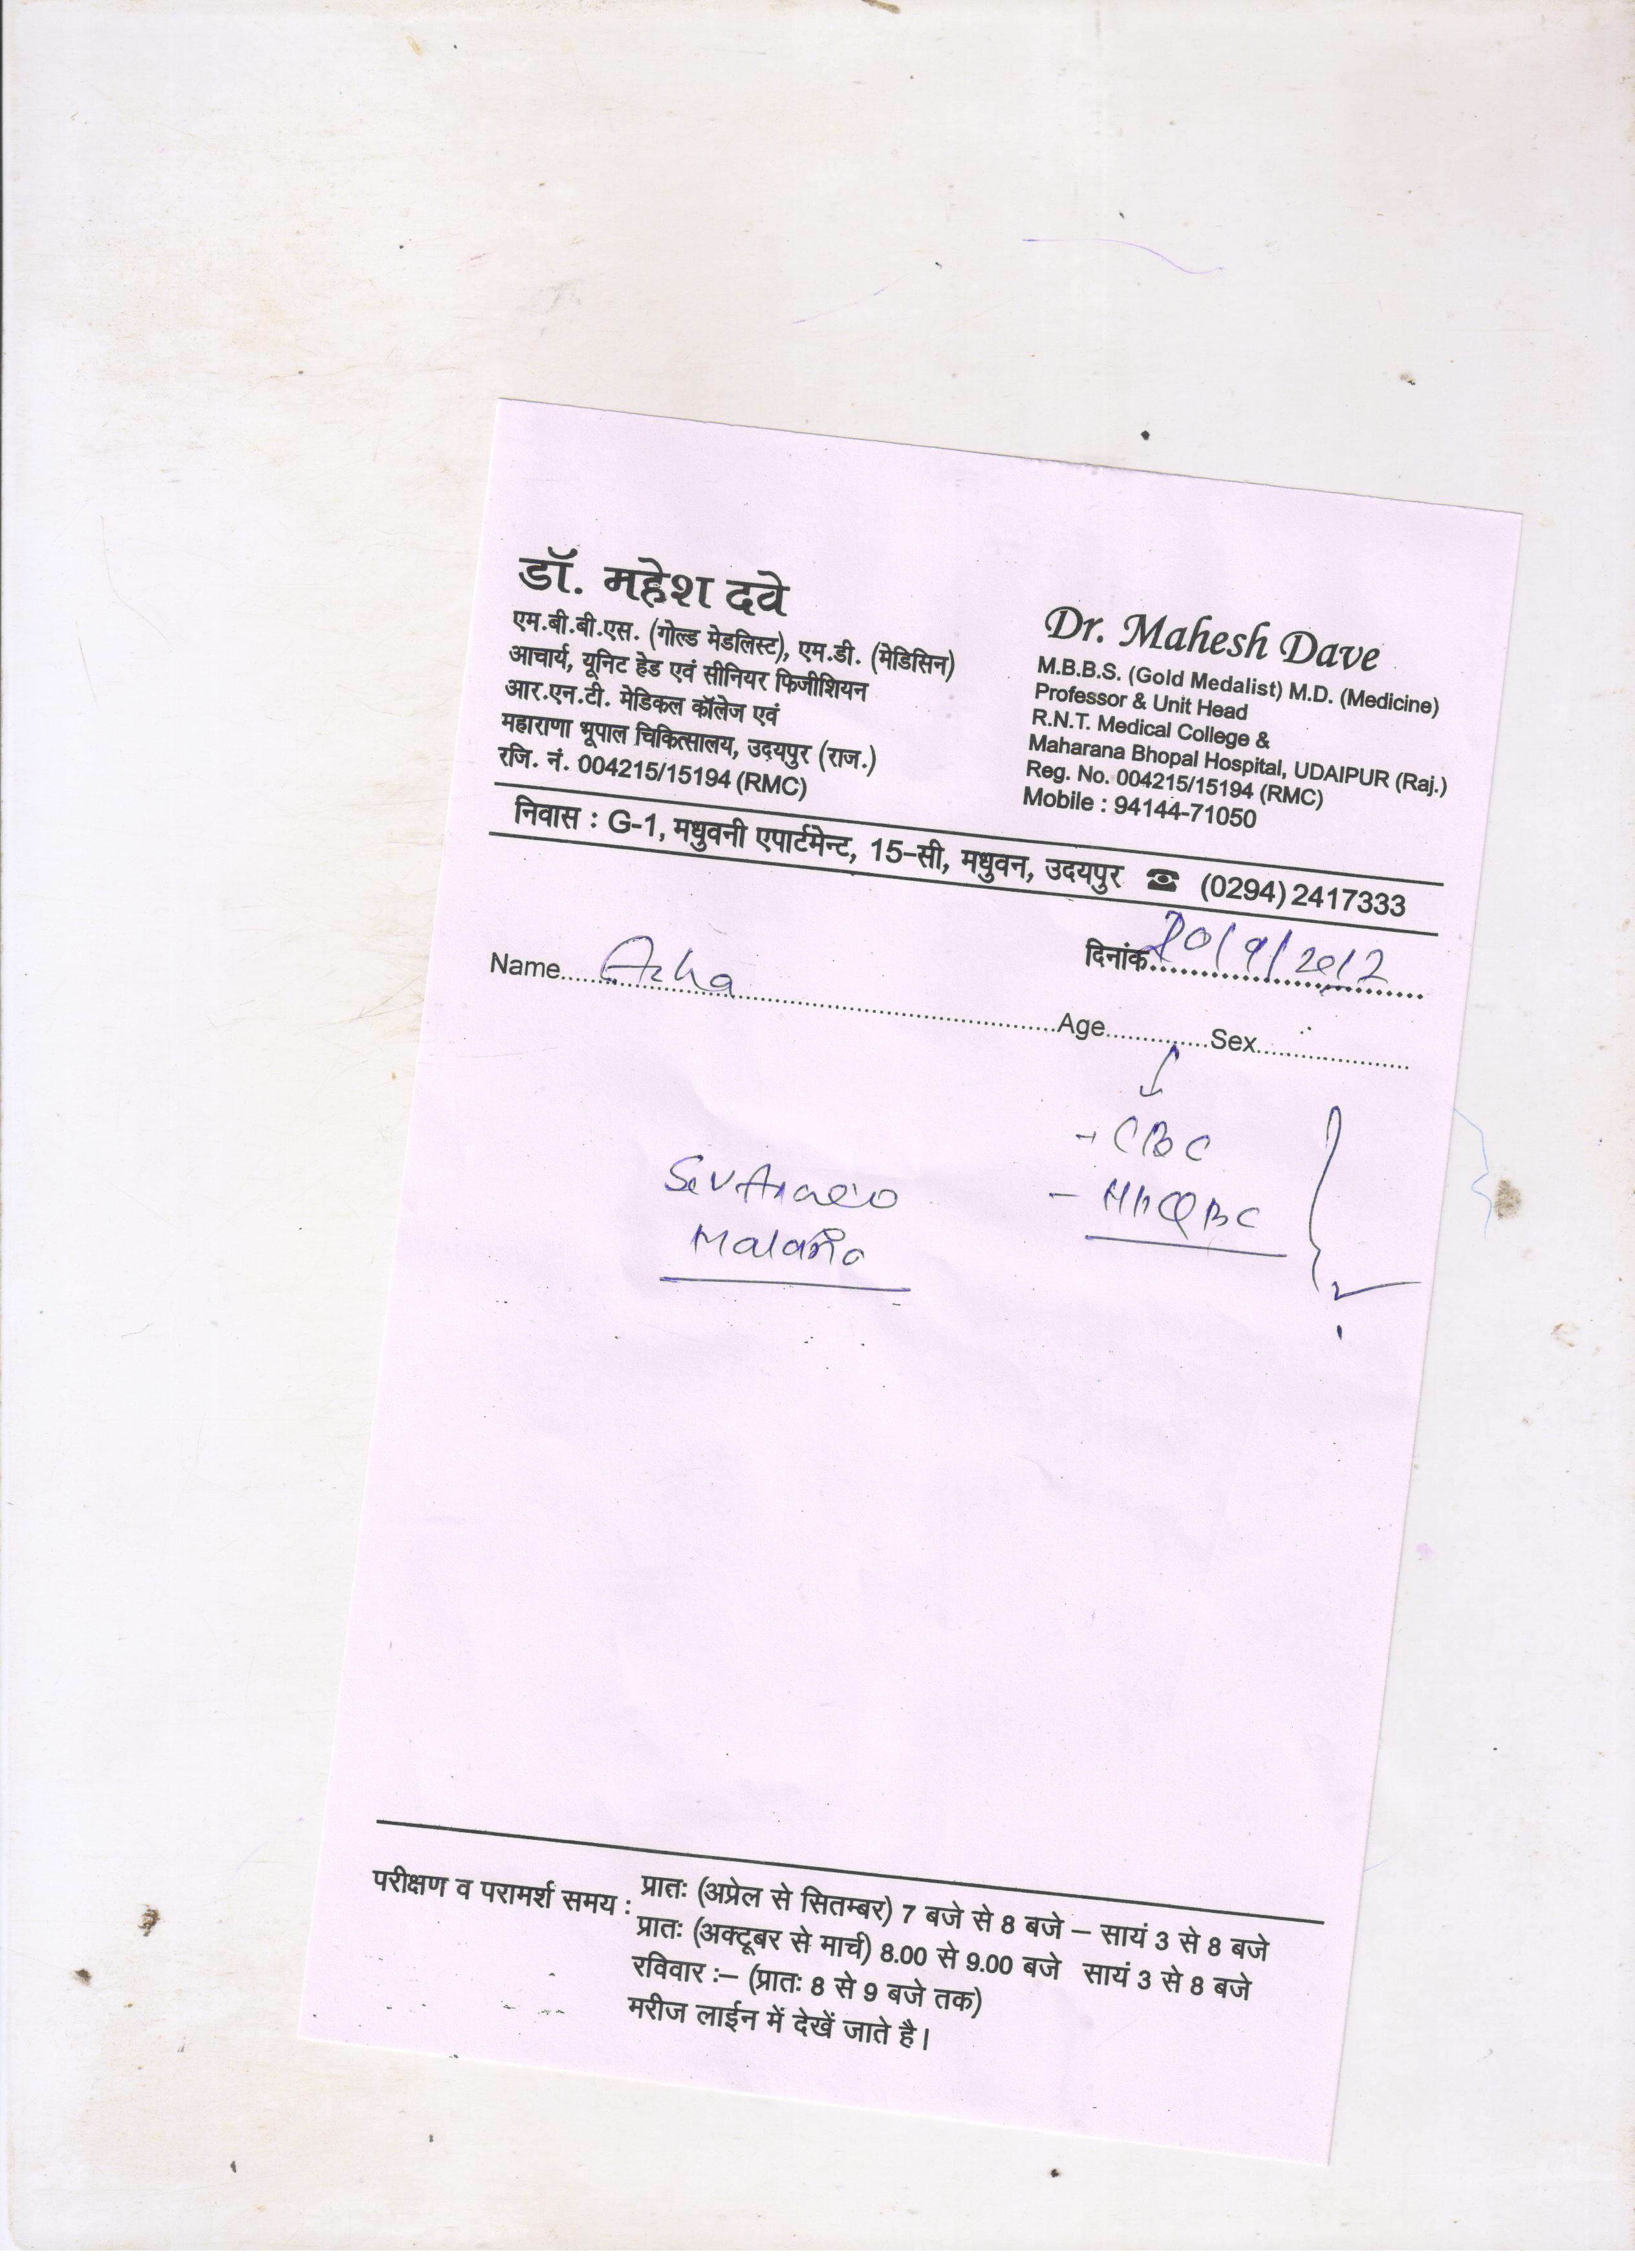 डॉ. महेश दवे
एम.बी.बी.एस. (गोल्ड मेडलिस्ट), एम.डी. (मेडिसिन)
आचार्य, यूनिट हेड एवं सीनियर फिजीशियन
आर.एन.टी. मेडिकल कॉलेज एवं
महाराणा भूपाल चिकित्सालय, उदयपुर (राज.)
रजि. नं. 004215/15194 (RMC)
Dr. Mahesh Dave
M.B.B.S. (Gold Medalist) M.D. (Medicine)
Professor & Unit Head
R.N.T. Medical College &
Maharana Bhopal Hospital, UDAIPUR (Raj.)
Reg. No. 004215/15194 (RMC)
Mobile : 94144-71050
निवास : G-1, मधुवनी एपार्टमेन्ट, 15-सी, मधुवन, उदयपुर ☎ (0294) 2417333
दिनांक 20/9/2012
Name Age Sex
- CBC
Malaria
परीक्षण व परामर्श समय : प्रातः (अप्रेल से सितम्बर) 7 बजे से 8 बजे – सायं 3 से 8 बजे
प्रातः (अक्टूबर से मार्च) 8.00 से 9.00 बजे सायं 3 से 8 बजे
रविवार :– (प्रातः 8 से 9 बजे तक)
मरीज लाईन में देखें जाते है।